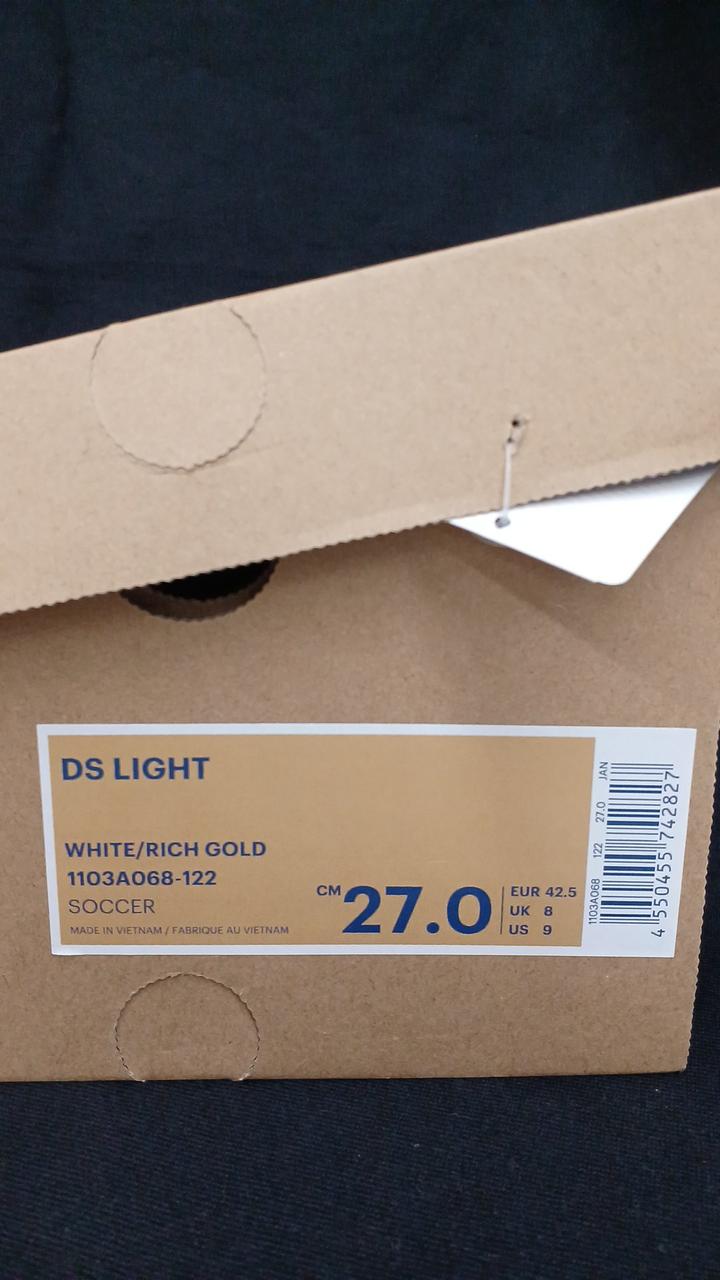 DS LIGHT
WHITE/RICH GOLD
1103A068-122
SOCCER
MADE IN VIETNAM / FABRIQUE AU VIETNAM
CM 27.0
EUR 42.5
UK 8
US 9
1103A068 122 27.0 JAN
4 550455 742827